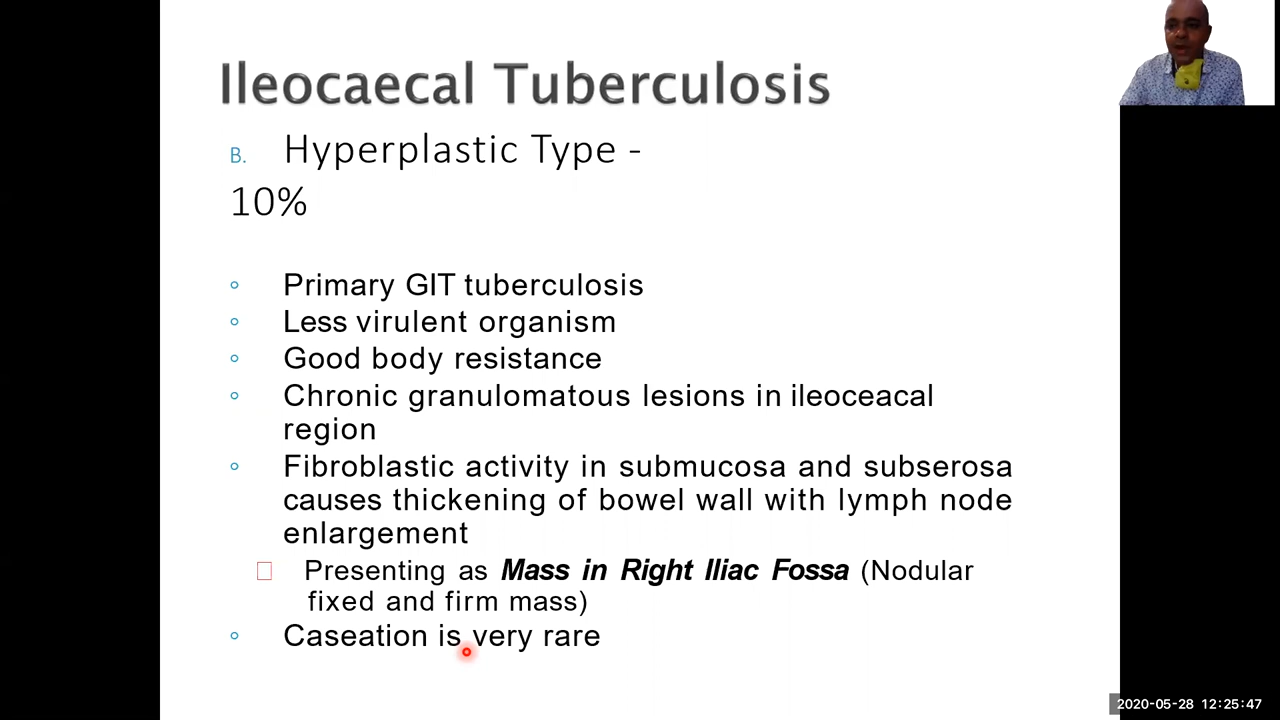 Ileocaecal Tuberculosis
B. Hyperplastic Type -
10%
Primary GIT tuberculosis
Less virulent organism
Good body resistance
Chronic granulomatous lesions in ileoceacal
region
Fibroblastic activity in submucosa and subserosa
causes thickening of bowel wall with lymph node
enlargement
Presenting as Mass in Right Iliac Fossa (Nodular
fixed and firm mass)
Caseation is very rare
2020-05-28 12:25:47